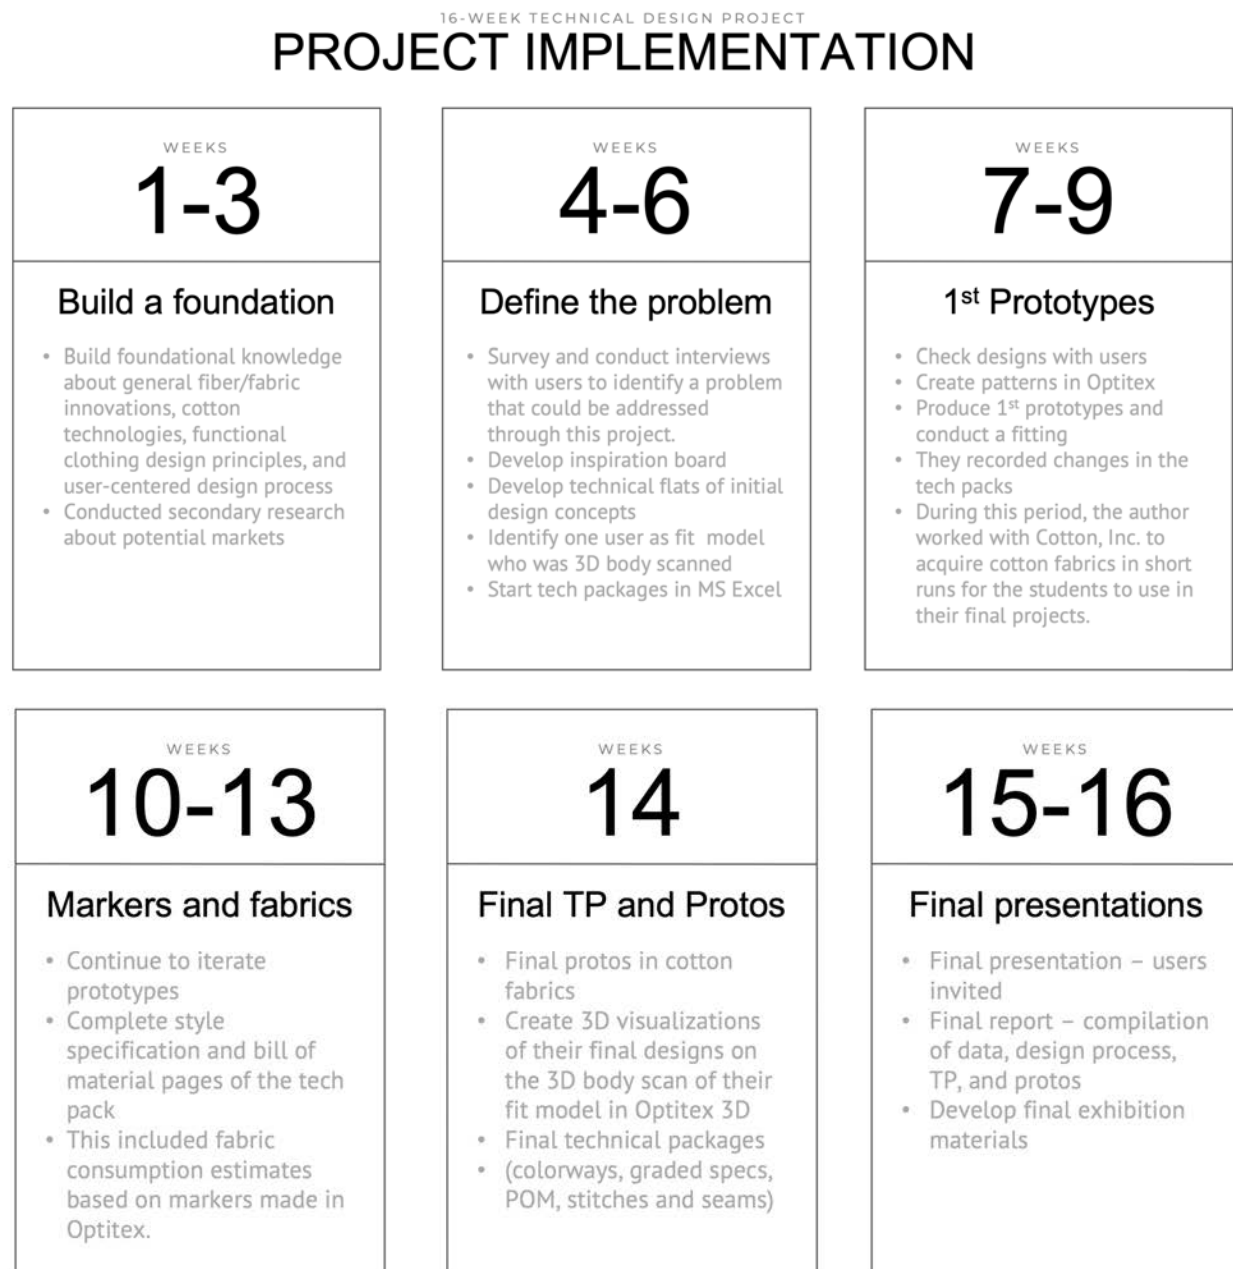 16-WEEK TECHNICAL DESIGN PROJECT
PROJECT IMPLEMENTATION
WEEKS
1-3
Build a foundation
• Build foundational knowledge
about general fiber/fabric
innovations, cotton
technologies, functional
clothing design principles, and
user-centered design process
• Conducted secondary research
about potential markets
WEEKS
4-6
Define the problem
• Survey and conduct interviews
with users to identify a problem
that could be addressed
through this project.
• Develop inspiration board
• Develop technical flats of initial
design concepts
• Identify one user as fit model
who was 3D body scanned
• Start tech packages in MS Excel
WEEKS
7-9
1st Prototypes
• Check designs with users
• Create patterns in Optitex
• Produce 1st prototypes and
conduct a fitting
• They recorded changes in the
tech packs
• During this period, the author
worked with Cotton, Inc. to
acquire cotton fabrics in short
runs for the students to use in
their final projects.
WEEKS
10-13
Markers and fabrics
• Continue to iterate
prototypes
• Complete style
specification and bill of
material pages of the tech
pack
• This included fabric
consumption estimates
based on markers made in
Optitex.
WEEKS
14
Final TP and Protos
• Final protos in cotton
fabrics
• Create 3D visualizations
of their final designs on
the 3D body scan of their
fit model in Optitex 3D
• Final technical packages
• (colorways, graded specs,
POM, stitches and seams)
WEEKS
15-16
Final presentations
• Final presentation – users
invited
• Final report – compilation
of data, design process,
TP, and protos
• Develop final exhibition
materials